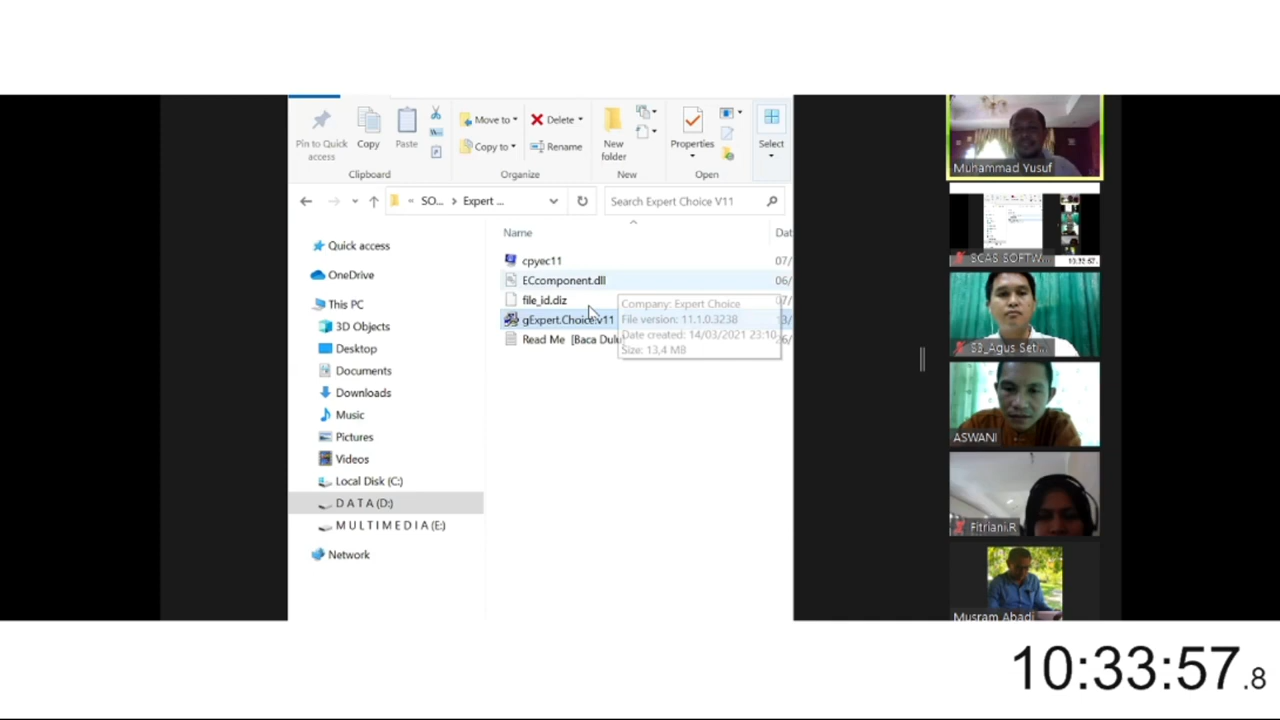 Pin to Quick access
Copy
Paste
Move to
Copy to
Delete
Rename
New folder
Properties
Select
Clipboard
Organize
New
Open
« SO... > Expert ...
Search Expert Choice V11
Name
Dat
Quick access
OneDrive
This PC
3D Objects
Desktop
Documents
Downloads
Music
Pictures
Videos
Local Disk (C:)
D A T A (D:)
M U L T I M E D I A (E:)
Network
cpyec11
07/
ECcomponent.dll
06/
file_id.diz
gExpert.Choice.v11
Read Me [Baca Dulu
Company: Expert Choice
File version: 11.1.0.3238
Date created: 14/03/2021 23:10
Size: 13,4 MB
Muhammad Yusuf
SCAS SOFTW...
S3_Agus Seti...
ASWANI
Fitriani.R
Musram Abadi
10:33:57.8